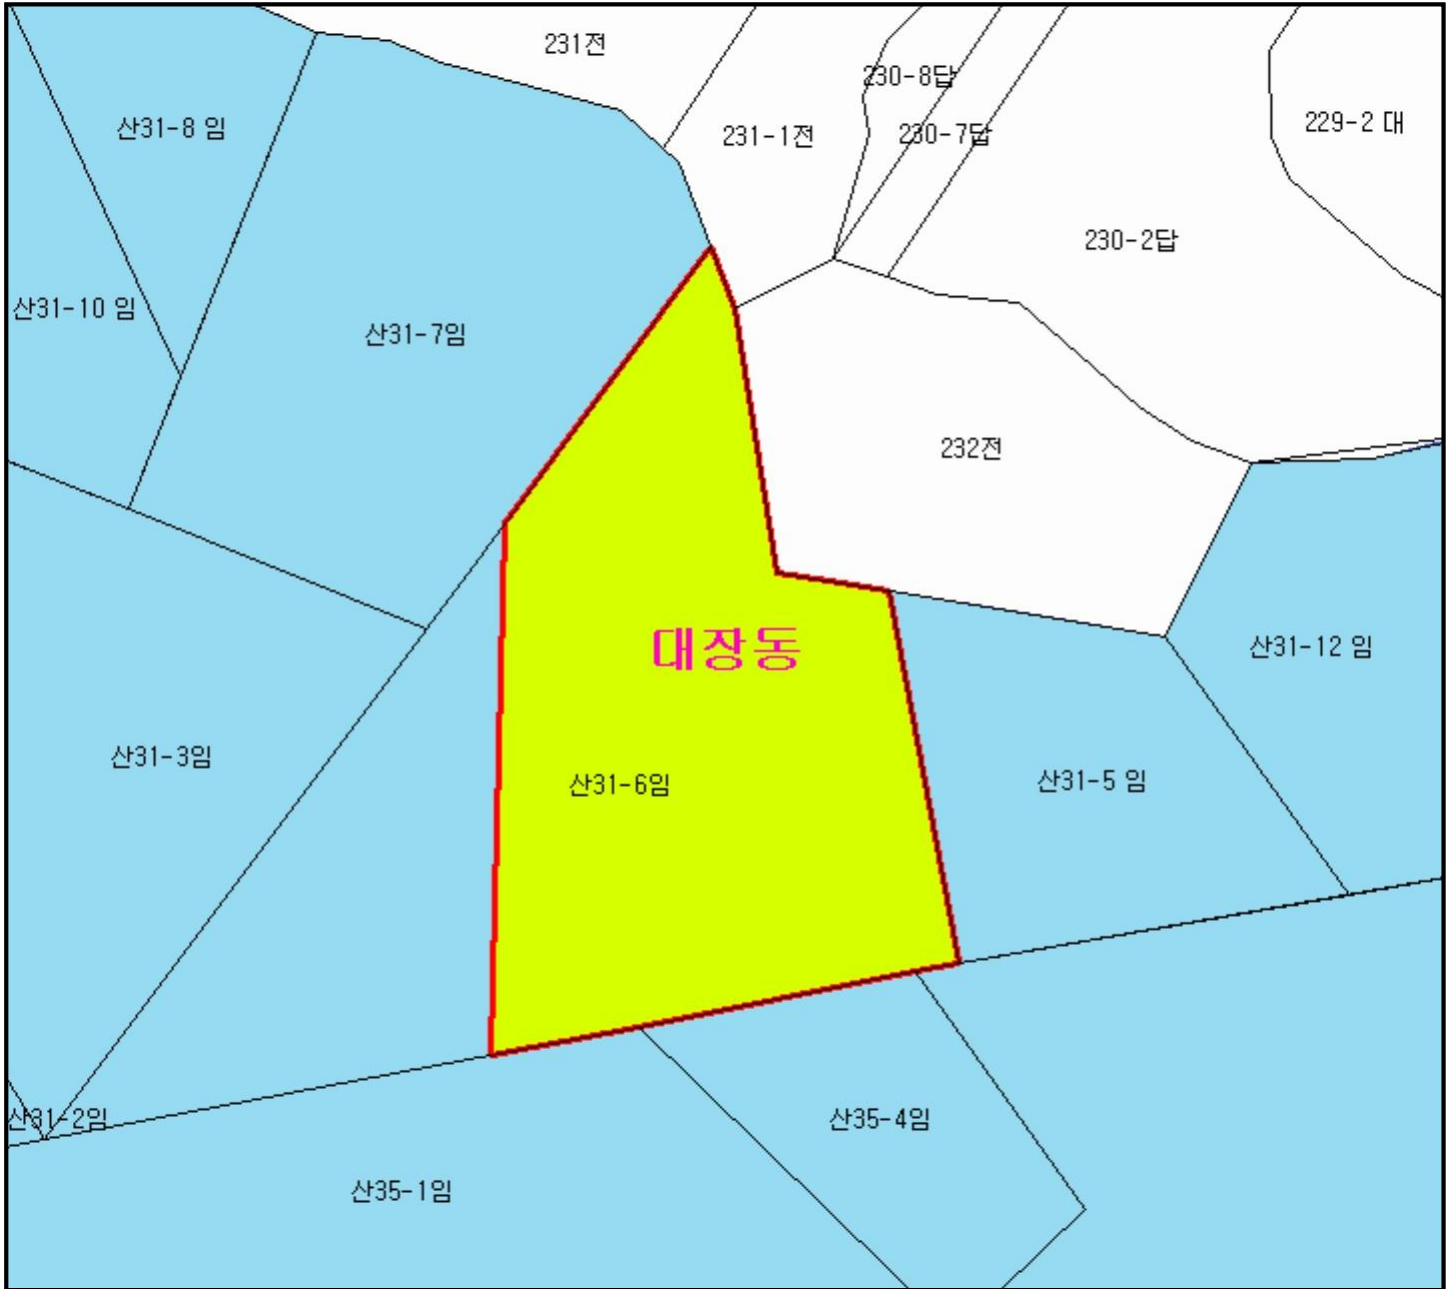 231전
230-8답
산31-8 임
231-1전
230-7답
229-2 대
230-2답
산31-10 임
산31-7임
232전
대장동
산31-12 임
산31-3임
산31-6임
산31-5 임
산31-2임
산35-4임
산35-1임